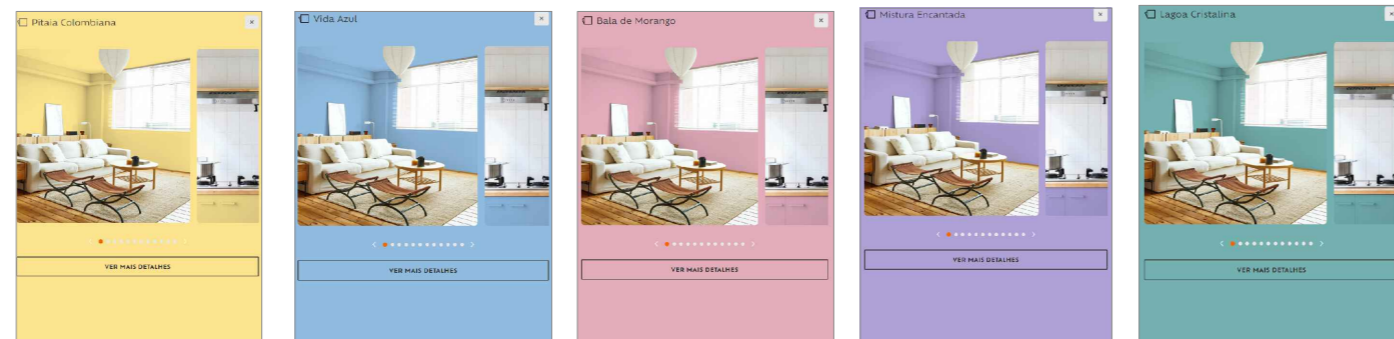 Pitaia Colombiana
×
VER MAIS DETALHES
Vida Azul
×
VER MAIS DETALHES
Bala de Morango
×
VER MAIS DETALHES
Mistura Encantada
×
VER MAIS DETALHES
Lagoa Cristalina
×
VER MAIS DETALHES